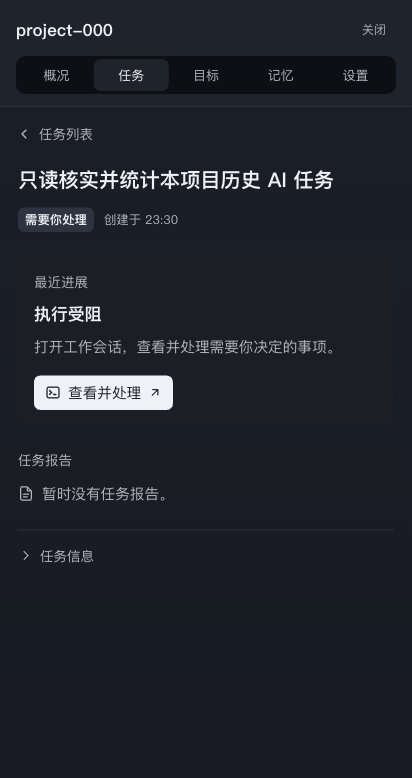 project-000
关闭
概况
任务
目标
记忆
设置
任务列表
只读核实并统计本项目历史 AI 任务
需要你处理 创建于 23:30
最近进展
执行受阻
打开工作会话，查看并处理需要你决定的事项。
查看并处理
任务报告
暂时没有任务报告。
任务信息